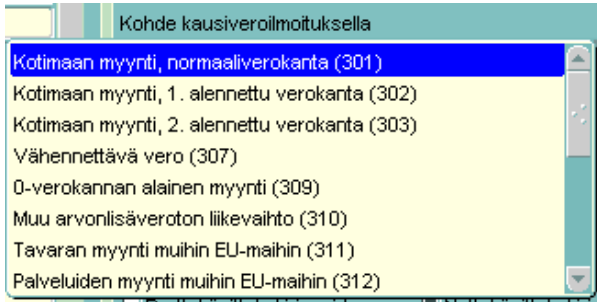 Kohde kausiveroilmoituksella
Kotimaan myynti, normaaliverokanta (301)
Kotimaan myynti, 1. alennettu verokanta (302)
Kotimaan myynti, 2. alennettu verokanta (303)
Vähennettävä vero (307)
0-verokannan alainen myynti (309)
Muu arvonlisäveroton liikevaihto (310)
Tavaran myynti muihin EU-maihin (311)
Palveluiden myynti muihin EU-maihin (312)